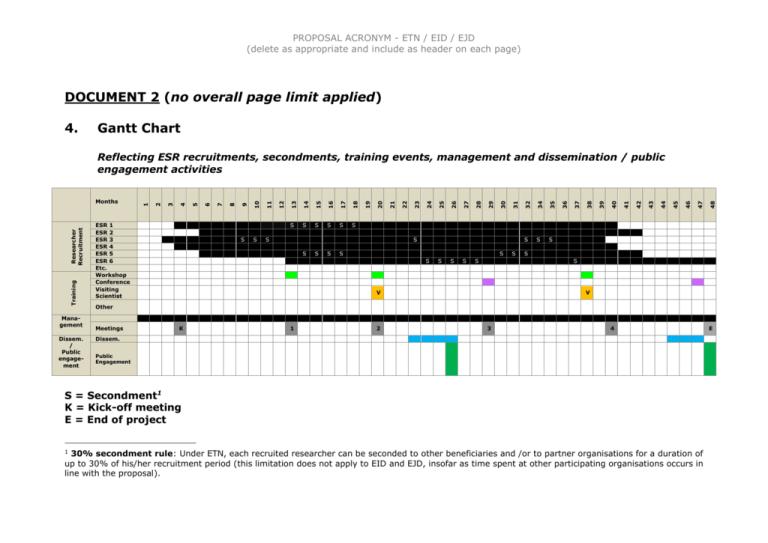 PROPOSAL ACRONYM - ETN / EID / EJD
(delete as appropriate and include as header on each page)
DOCUMENT 2 (no overall page limit applied)
4. Gantt Chart
Reflecting ESR recruitments, secondments, training events, management and dissemination / public
engagement activities
Months 1 2 3 4 5 6 7 8 9 10 11 12 13 14 15 16 17 18 19 20 21 22 23 24 25 26 27 28 29 30 31 32 34 35 36 37 38 39 40 41 42 43 44 45 46 47 48
Researcher
Recruitment
ESR 1 S S S S S S
ESR 2
ESR 3 S S S S S S S
ESR 4
ESR 5 S S S S S S S
ESR 6 S S S S S S
Etc.
Training
Workshop
Conference
Visiting
Scientist V V
Other
Mana-
gement
Meetings K 1 2 3 4 E
Dissem.
/
Public
engage-
ment
Dissem.
Public
Engagement
S = Secondment1
K = Kick-off meeting
E = End of project
1 30% secondment rule: Under ETN, each recruited researcher can be seconded to other beneficiaries and /or to partner organisations for a duration of
up to 30% of his/her recruitment period (this limitation does not apply to EID and EJD, insofar as time spent at other participating organisations occurs in
line with the proposal).